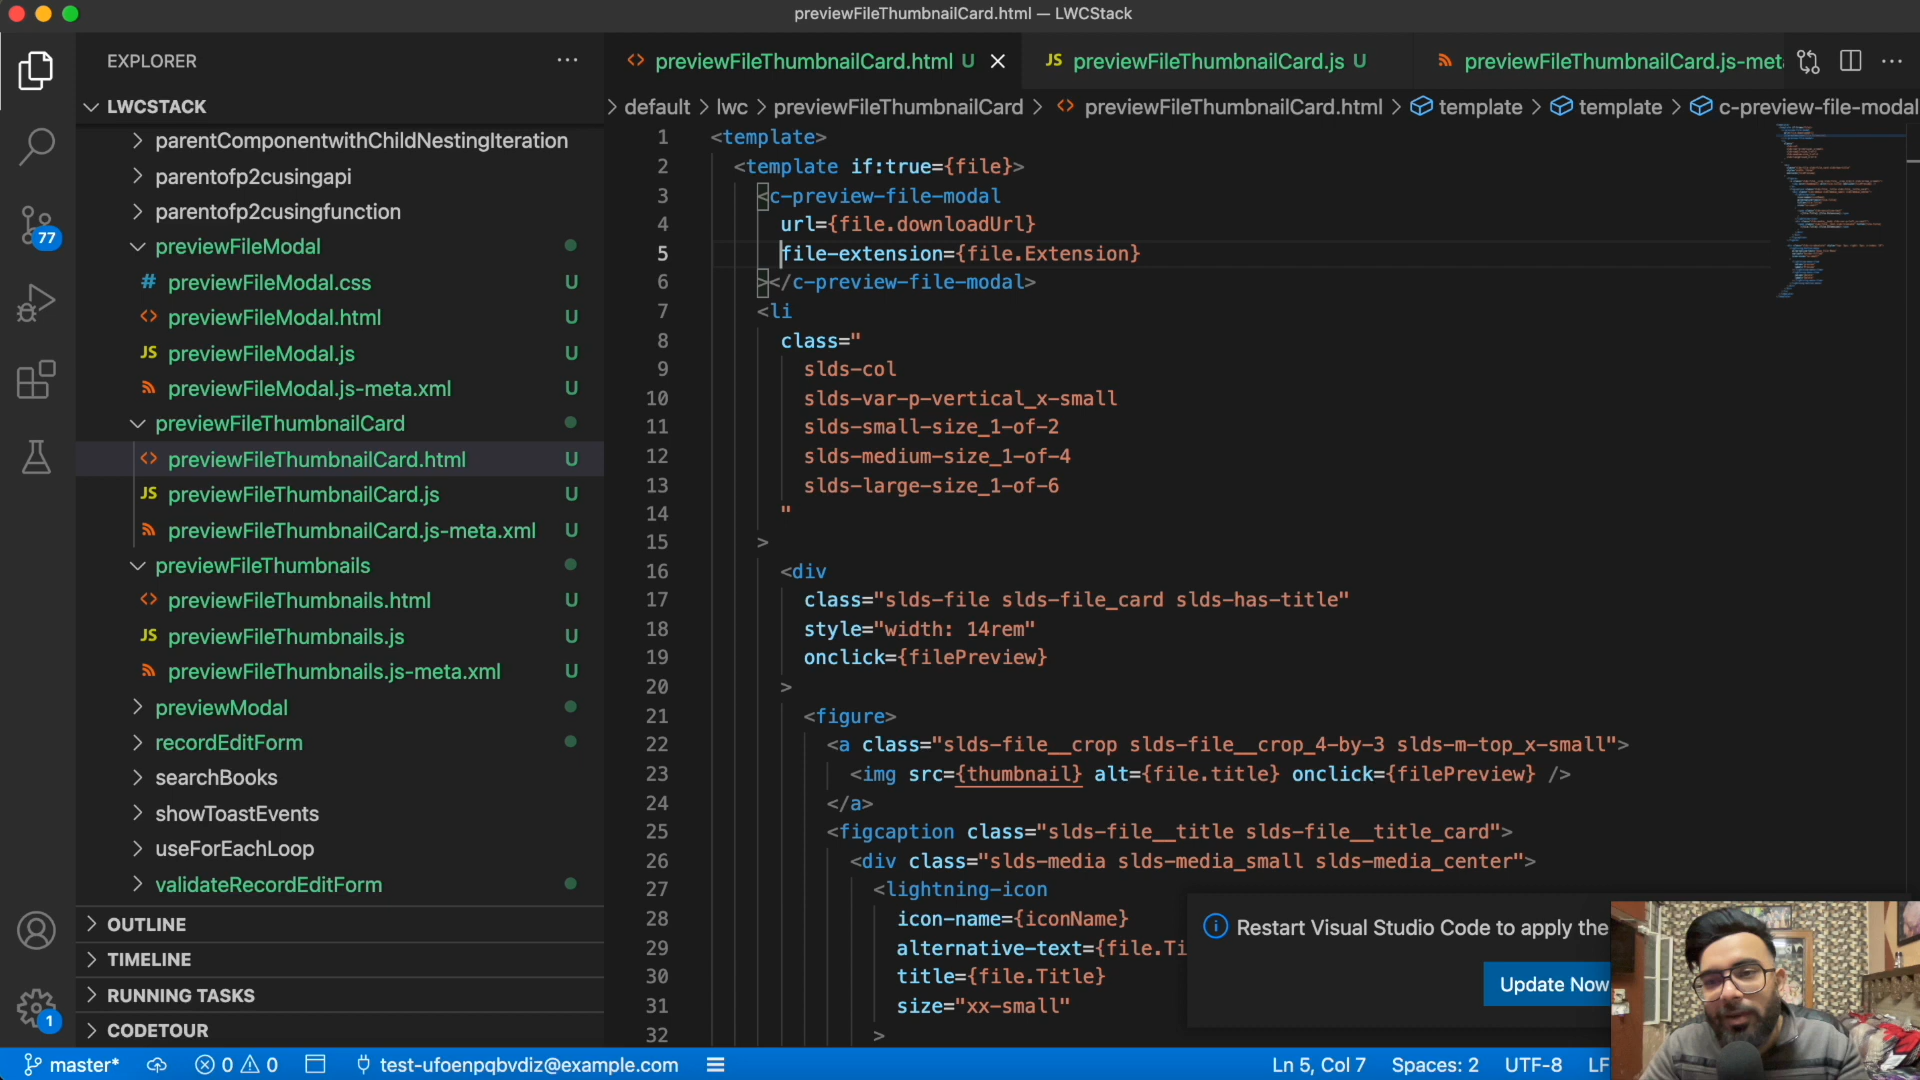 previewFileThumbnailCard.html — LWCStack
EXPLORER
LWCSTACK
parentComponentwithChildNestingIteration
parentofp2cusingapi
parentofp2cusingfunction
previewFileModal
# previewFileModal.css U
<> previewFileModal.html U
JS previewFileModal.js U
previewFileModal.js-meta.xml U
previewFileThumbnailCard
<> previewFileThumbnailCard.html U
JS previewFileThumbnailCard.js U
previewFileThumbnailCard.js-meta.xml U
previewFileThumbnails
<> previewFileThumbnails.html U
JS previewFileThumbnails.js U
previewFileThumbnails.js-meta.xml U
previewModal
recordEditForm
searchBooks
showToastEvents
useForEachLoop
validateRecordEditForm
OUTLINE
TIMELINE
RUNNING TASKS
CODETOUR
77
1
<> previewFileThumbnailCard.html U
JS previewFileThumbnailCard.js U
previewFileThumbnailCard.js-met
> default > lwc > previewFileThumbnailCard > <> previewFileThumbnailCard.html > template > template > c-preview-file-modal
1 <template>
2 <template if:true={file}>
3 <c-preview-file-modal
4 url={file.downloadUrl}
5 file-extension={file.Extension}
6 ></c-preview-file-modal>
7 <li
8 class="
9 slds-col
10 slds-var-p-vertical_x-small
11 slds-small-size_1-of-2
12 slds-medium-size_1-of-4
13 slds-large-size_1-of-6
14 "
15 >
16 <div
17 class="slds-file slds-file_card slds-has-title"
18 style="width: 14rem"
19 onclick={filePreview}
20 >
21 <figure>
22 <a class="slds-file__crop slds-file__crop_4-by-3 slds-m-top_x-small">
23 <img src={thumbnail} alt={file.title} onclick={filePreview} />
24 </a>
25 <figcaption class="slds-file__title slds-file__title_card">
26 <div class="slds-media slds-media_small slds-media_center">
27 <lightning-icon
28 icon-name={iconName}
29 alternative-text={file.Ti
30 title={file.Title}
31 size="xx-small"
32 >
Restart Visual Studio Code to apply the
Update Now
master* 0 0 test-ufoenpqbvdiz@example.com
Ln 5, Col 7 Spaces: 2 UTF-8 LF